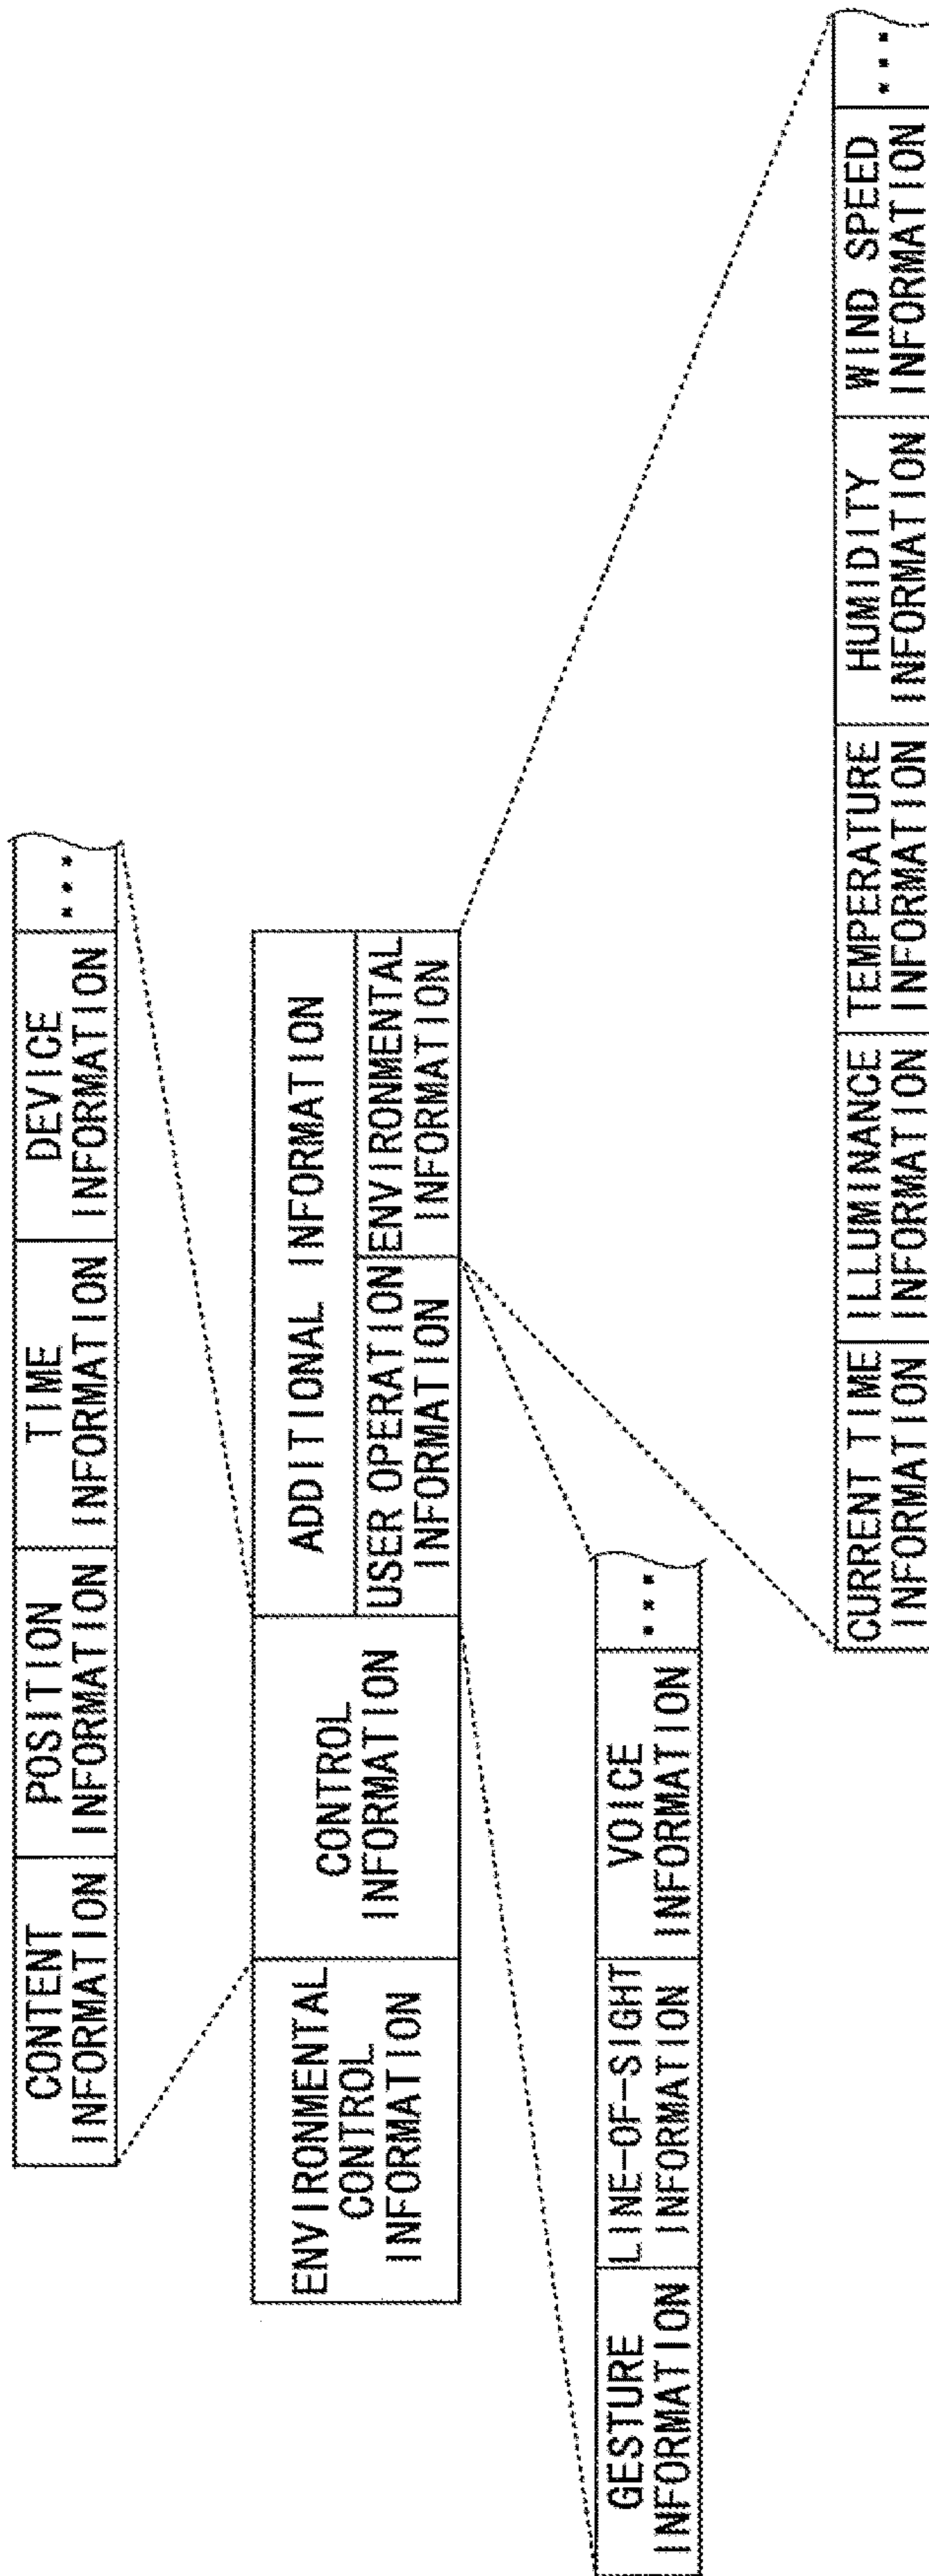 CONTENT
INFORMATION
POSITION
INFORMATION
TIME
INFORMATION
DEVICE
INFORMATION
...
ENVIRONMENTAL
CONTROL
INFORMATION
CONTROL
INFORMATION
ADDITIONAL INFORMATION
USER OPERATION
INFORMATION
ENVIRONMENTAL
INFORMATION
GESTURE
INFORMATION
LINE-OF-SIGHT
INFORMATION
VOICE
INFORMATION
...
CURRENT TIME
INFORMATION
ILLUMINANCE
INFORMATION
TEMPERATURE
INFORMATION
HUMIDITY
INFORMATION
WIND SPEED
INFORMATION
...